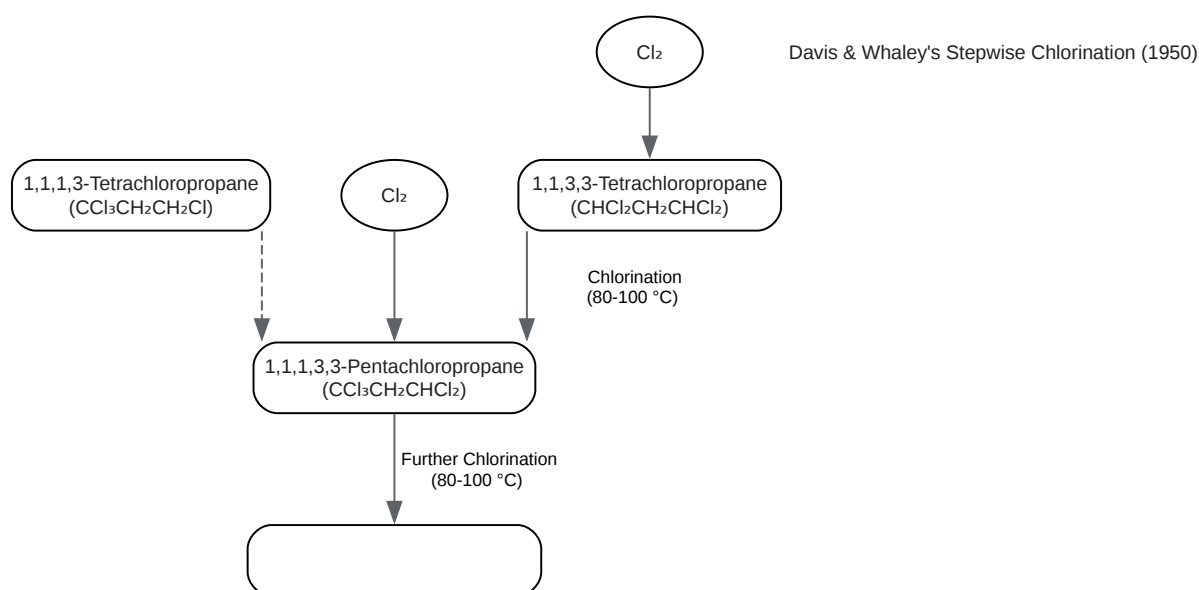 Cl₂
Davis & Whaley's Stepwise Chlorination (1950)
1,1,1,3-Tetrachloropropane
(CCl₃CH₂CH₂Cl)
Cl₂
1,1,3,3-Tetrachloropropane
(CHCl₂CH₂CHCl₂)
Chlorination
(80-100 °C)
1,1,1,3,3-Pentachloropropane
(CCl₃CH₂CHCl₂)
Further Chlorination
(80-100 °C)